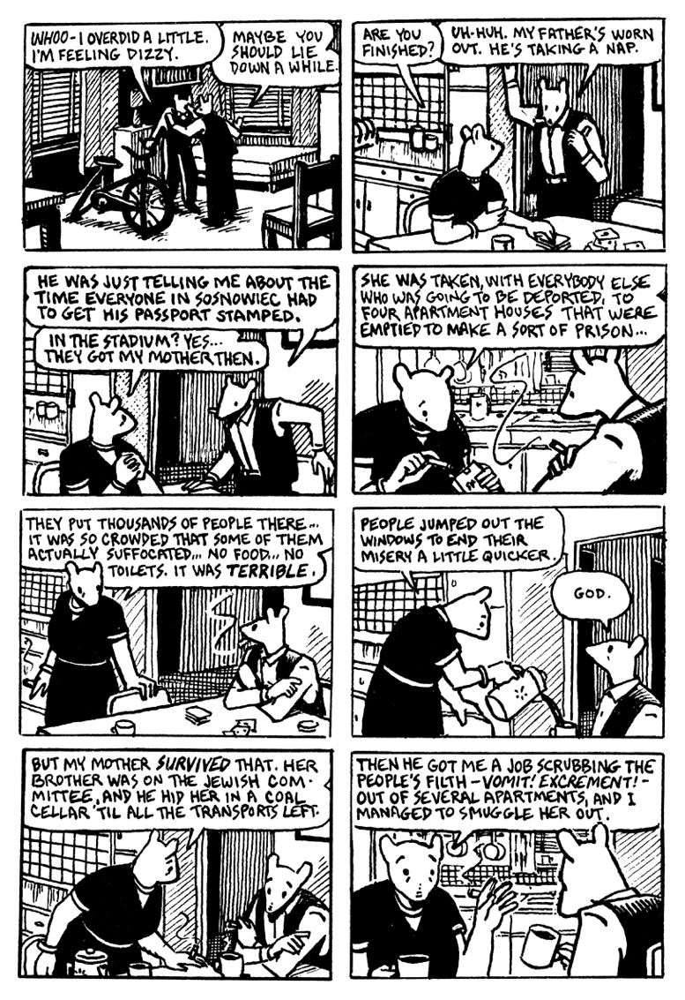 WHOO - I OVERDID A LITTLE.
I'M FEELING DIZZY.
MAYBE YOU
SHOULD LIE
DOWN A WHILE.
ARE YOU
FINISHED?
UH-HUH. MY FATHER'S WORN
OUT. HE'S TAKING A NAP.
HE WAS JUST TELLING ME ABOUT THE
TIME EVERYONE IN SOSNOWIEC HAD
TO GET HIS PASSPORT STAMPED.
IN THE STADIUM? YES...
THEY GOT MY MOTHER THEN.
SHE WAS TAKEN, WITH EVERYBODY ELSE
WHO WAS GOING TO BE DEPORTED, TO
FOUR APARTMENT HOUSES THAT WERE
EMPTIED TO MAKE A SORT OF PRISON...
THEY PUT THOUSANDS OF PEOPLE THERE...
IT WAS SO CROWDED THAT SOME OF THEM
ACTUALLY SUFFOCATED... NO FOOD... NO
TOILETS. IT WAS TERRIBLE.
PEOPLE JUMPED OUT THE
WINDOWS TO END THEIR
MISERY A LITTLE QUICKER.
GOD.
BUT MY MOTHER SURVIVED THAT. HER
BROTHER WAS ON THE JEWISH COM-
MITTEE, AND HE HID HER IN A COAL
CELLAR 'TIL ALL THE TRANSPORTS LEFT.
THEN HE GOT ME A JOB SCRUBBING THE
PEOPLE'S FILTH - VOMIT! EXCREMENT! -
OUT OF SEVERAL APARTMENTS, AND I
MANAGED TO SMUGGLE HER OUT.